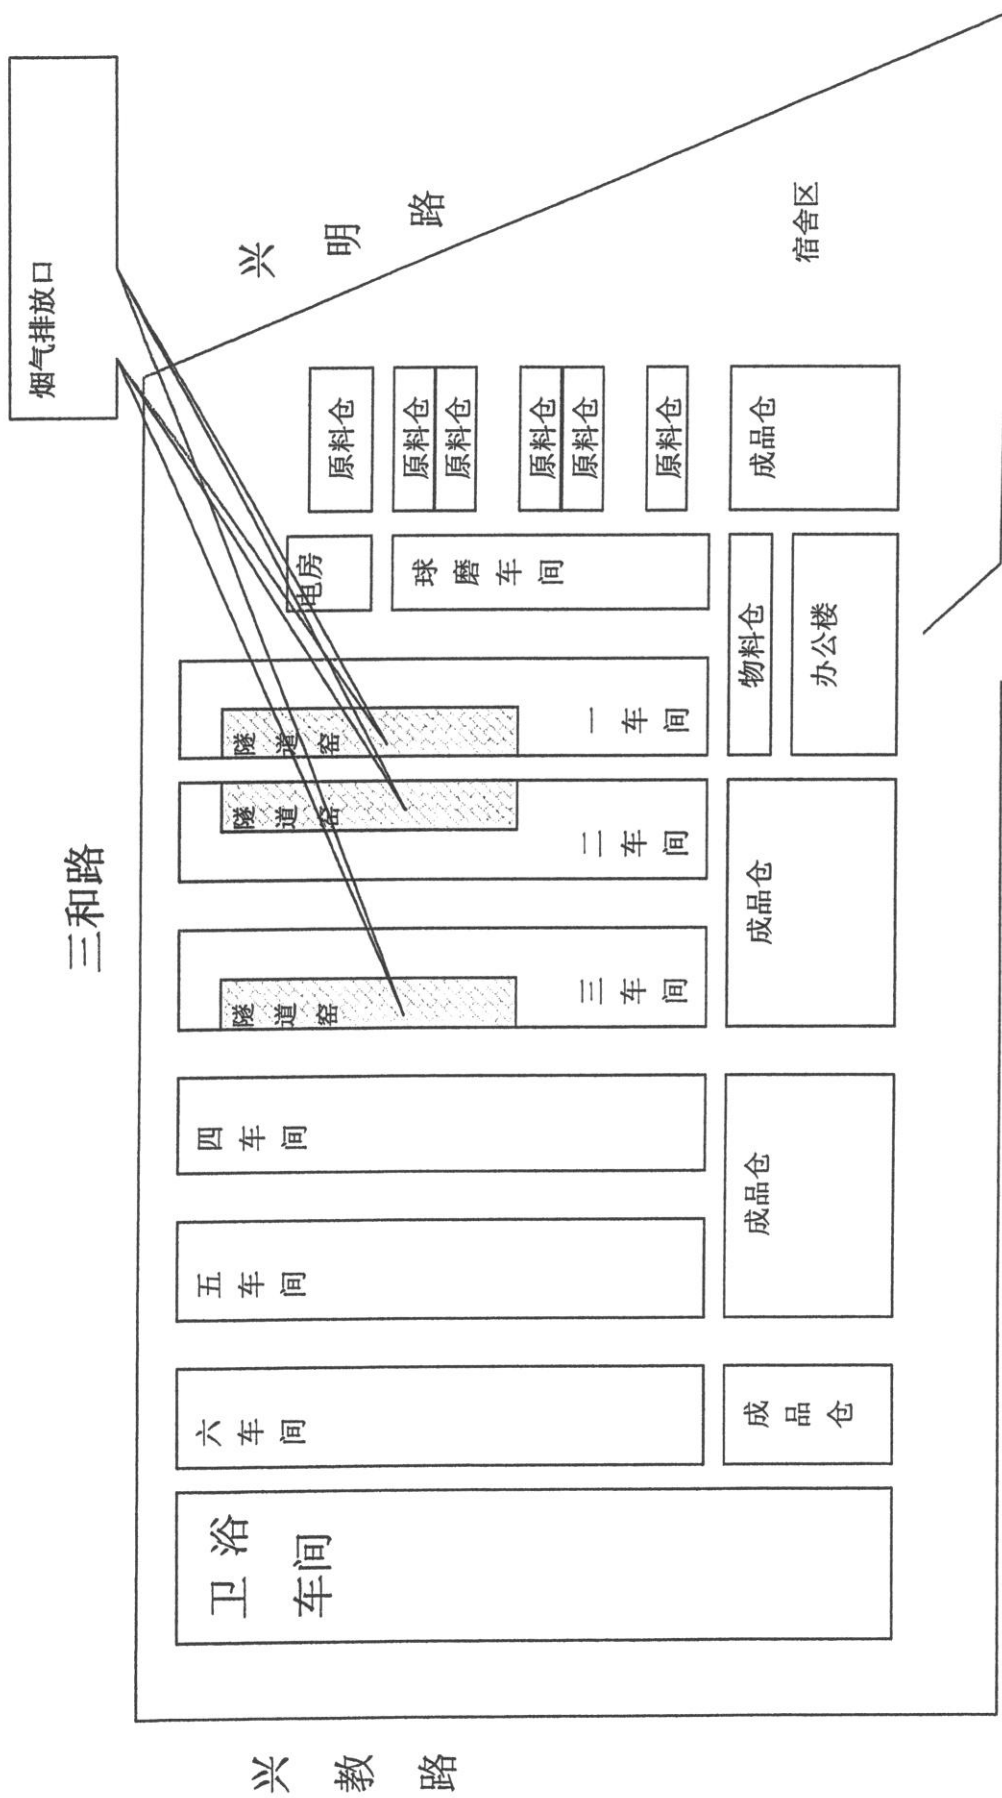 烟气排放口
三和路
兴教路
兴明路
卫浴
车间
六车间
五车间
四车间
隧道窑
三车间
隧道窑
二车间
隧道窑
一车间
电房
球磨车间
原料仓
原料仓
原料仓
原料仓
原料仓
原料仓
成品仓
成品仓
成品仓
物料仓
办公楼
成品仓
宿舍区